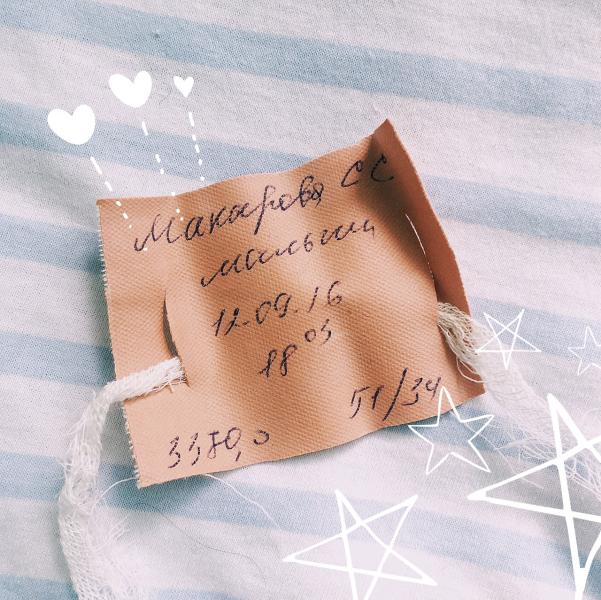 Макарова СС
мальчик
12.09.16
18 05
3380,0 51/34